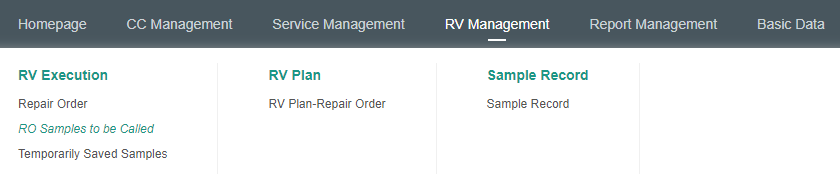 Homepage CC Management Service Management RV Management Report Management Basic Data
RV Execution RV Plan Sample Record
Repair Order RV Plan-Repair Order Sample Record
RO Samples to be Called
Temporarily Saved Samples